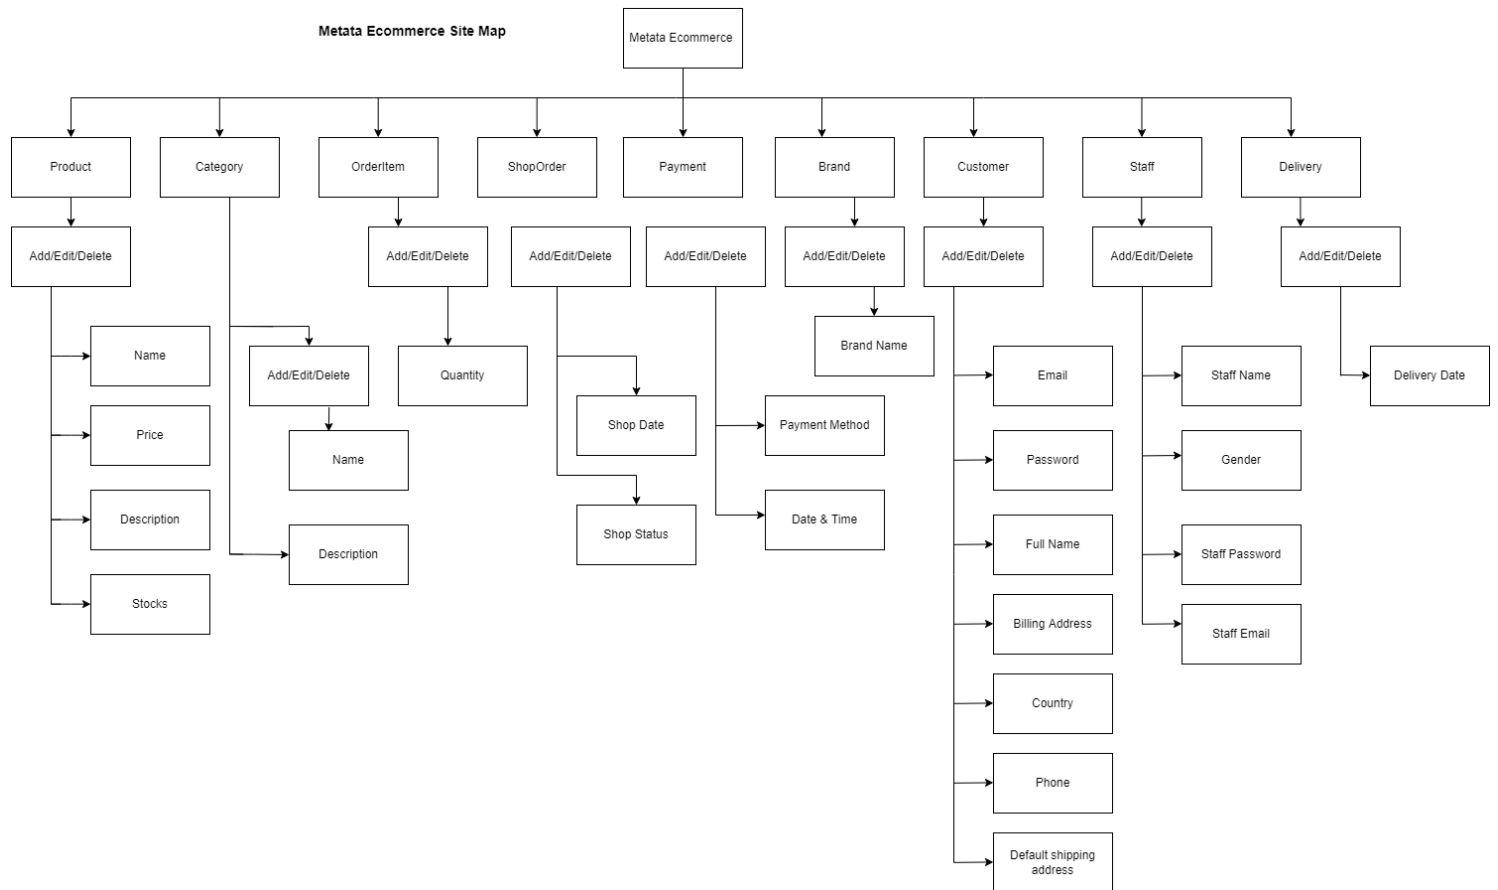 Metata Ecommerce Site Map
Metata Ecommerce
Product
Category
OrderItem
ShopOrder
Payment
Brand
Customer
Staff
Delivery
Add/Edit/Delete
Add/Edit/Delete
Add/Edit/Delete
Add/Edit/Delete
Add/Edit/Delete
Add/Edit/Delete
Add/Edit/Delete
Add/Edit/Delete
Name
Add/Edit/Delete
Quantity
Brand Name
Email
Staff Name
Delivery Date
Price
Name
Shop Date
Payment Method
Password
Gender
Description
Description
Shop Status
Date & Time
Full Name
Staff Password
Stocks
Billing Address
Staff Email
Country
Phone
Default shipping
address